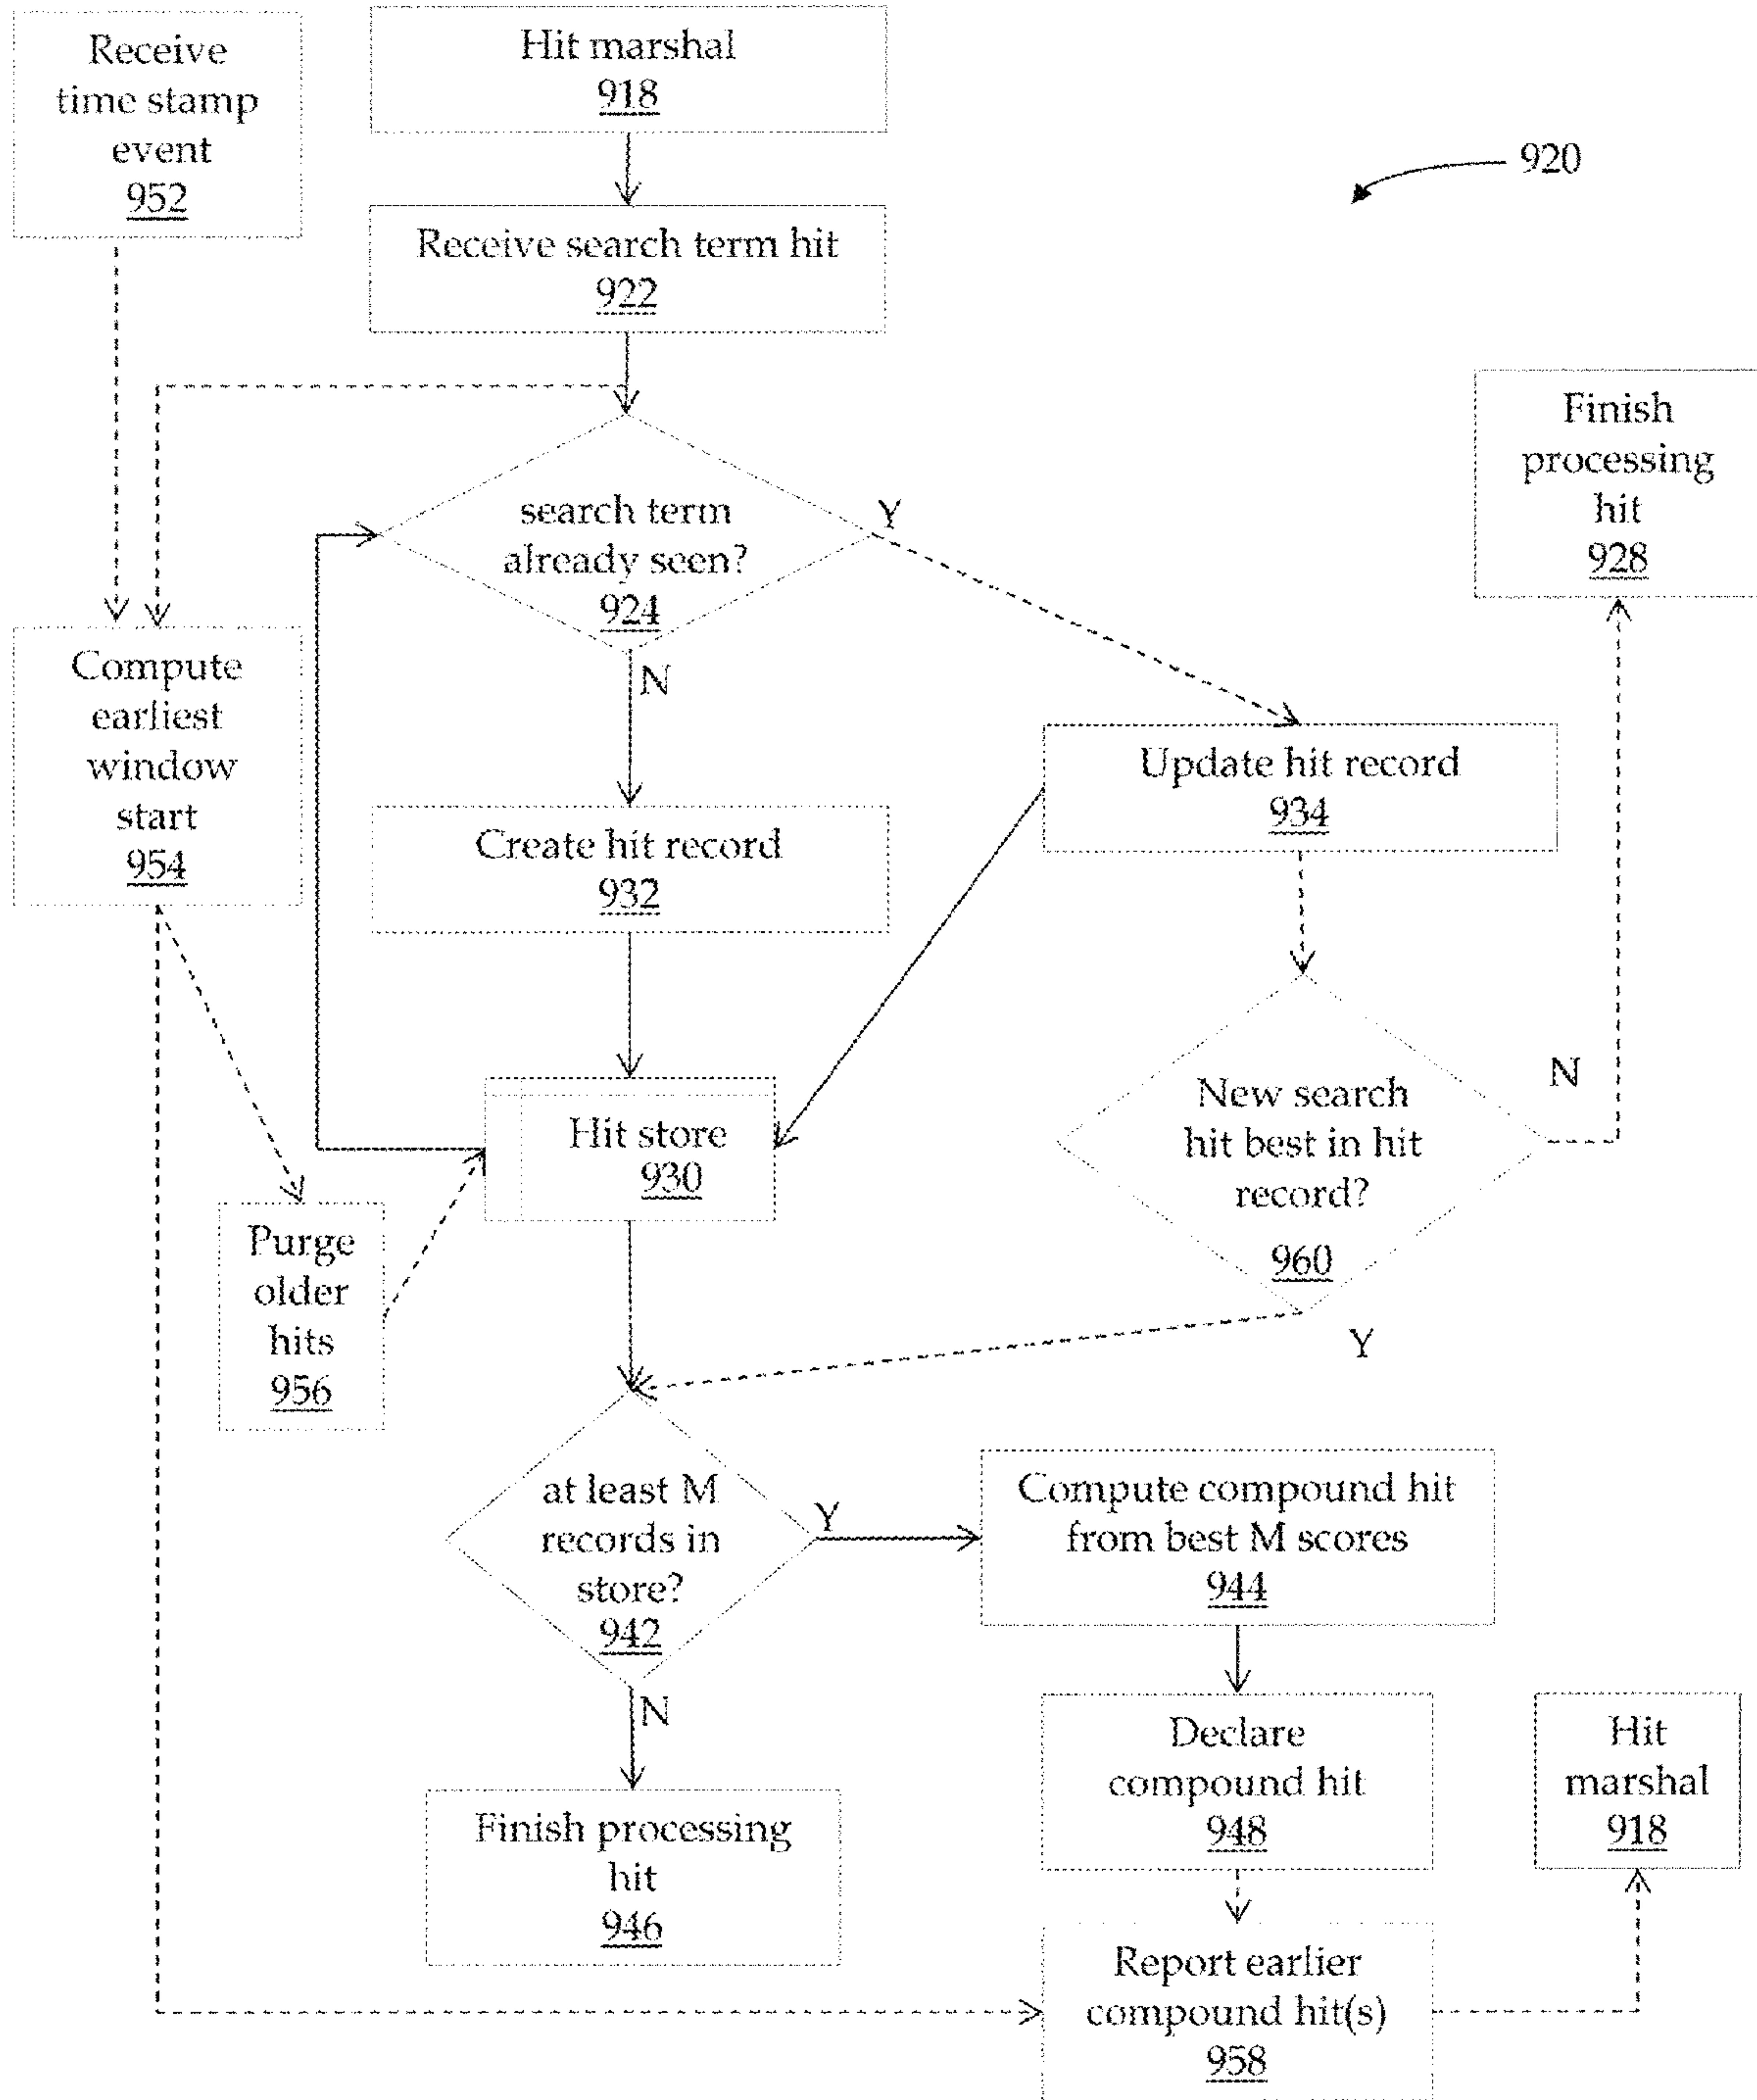 Receive
time stamp
event
952
Hit marshal
918
920
Receive search term hit
922
Finish
processing
hit
928
search term
already seen?
924
Y
N
Compute
earliest
window
start
954
Update hit record
934
Create hit record
932
New search
hit best in hit
record?
960
N
Y
Hit store
930
Purge
older
hits
956
at least M
records in
store?
942
Y
N
Compute compound hit
from best M scores
944
Declare
compound hit
948
Hit
marshal
918
Finish processing
hit
946
Report earlier
compound hit(s)
958